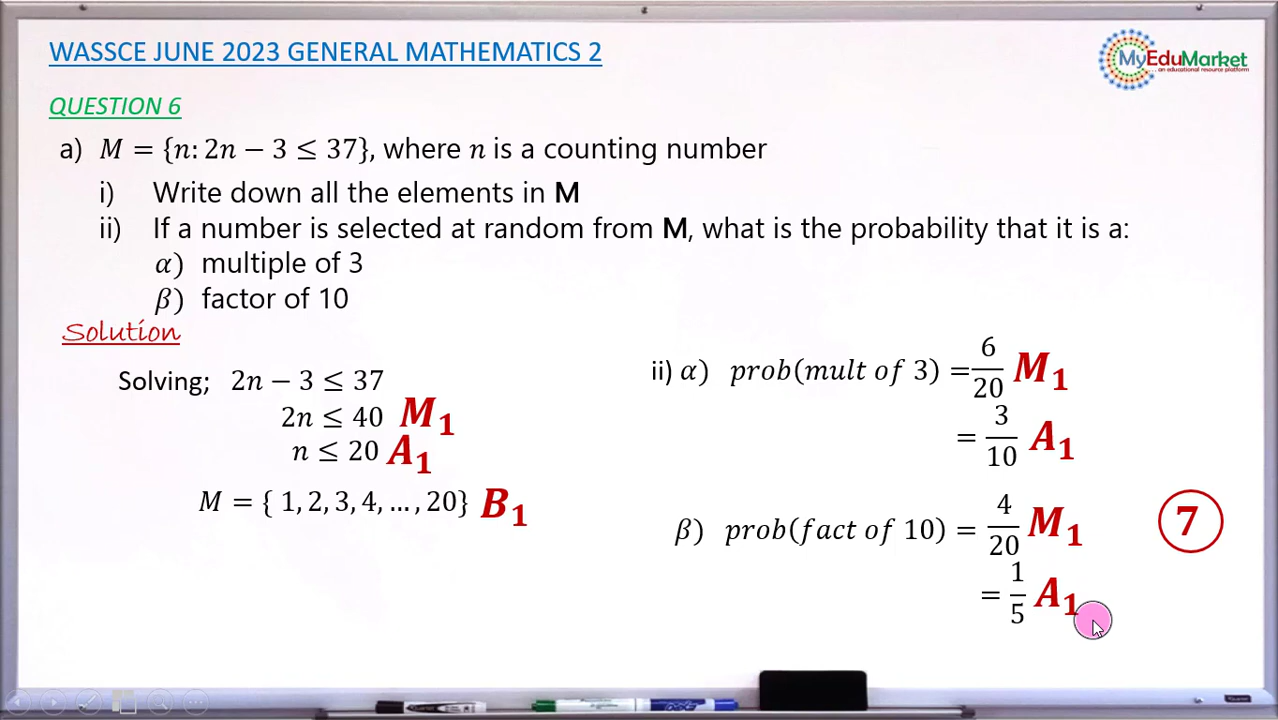 WASSCE JUNE 2023 GENERAL MATHEMATICS 2
MyEduMarket
... an educational resource platform
QUESTION 6
a) M = {n: 2n − 3 ≤ 37}, where n is a counting number
i) Write down all the elements in M
ii) If a number is selected at random from M, what is the probability that it is a:
α) multiple of 3
β) factor of 10
Solution
Solving; 2n − 3 ≤ 37
2n ≤ 40 M₁
n ≤ 20 A₁
M = { 1, 2, 3, 4, … , 20} B₁
ii) α) prob(mult of 3) = 6/20 M₁
= 3/10 A₁
β) prob(fact of 10) = 4/20 M₁
= 1/5 A₁
7